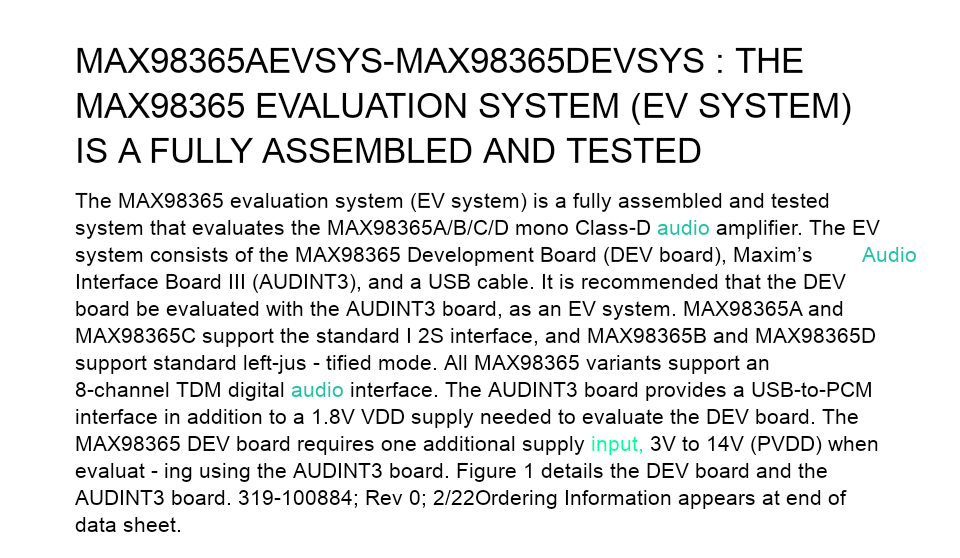 MAX98365AEVSYS-MAX98365DEVSYS : THE
MAX98365 EVALUATION SYSTEM (EV SYSTEM)
IS A FULLY ASSEMBLED AND TESTED
The MAX98365 evaluation system (EV system) is a fully assembled and tested
system that evaluates the MAX98365A/B/C/D mono Class-D audio amplifier. The EV
system consists of the MAX98365 Development Board (DEV board), Maxim’s Audio
Interface Board III (AUDINT3), and a USB cable. It is recommended that the DEV
board be evaluated with the AUDINT3 board, as an EV system. MAX98365A and
MAX98365C support the standard I 2S interface, and MAX98365B and MAX98365D
support standard left-jus - tified mode. All MAX98365 variants support an
8-channel TDM digital audio interface. The AUDINT3 board provides a USB-to-PCM
interface in addition to a 1.8V VDD supply needed to evaluate the DEV board. The
MAX98365 DEV board requires one additional supply input, 3V to 14V (PVDD) when
evaluat - ing using the AUDINT3 board. Figure 1 details the DEV board and the
AUDINT3 board. 319-100884; Rev 0; 2/22Ordering Information appears at end of
data sheet.